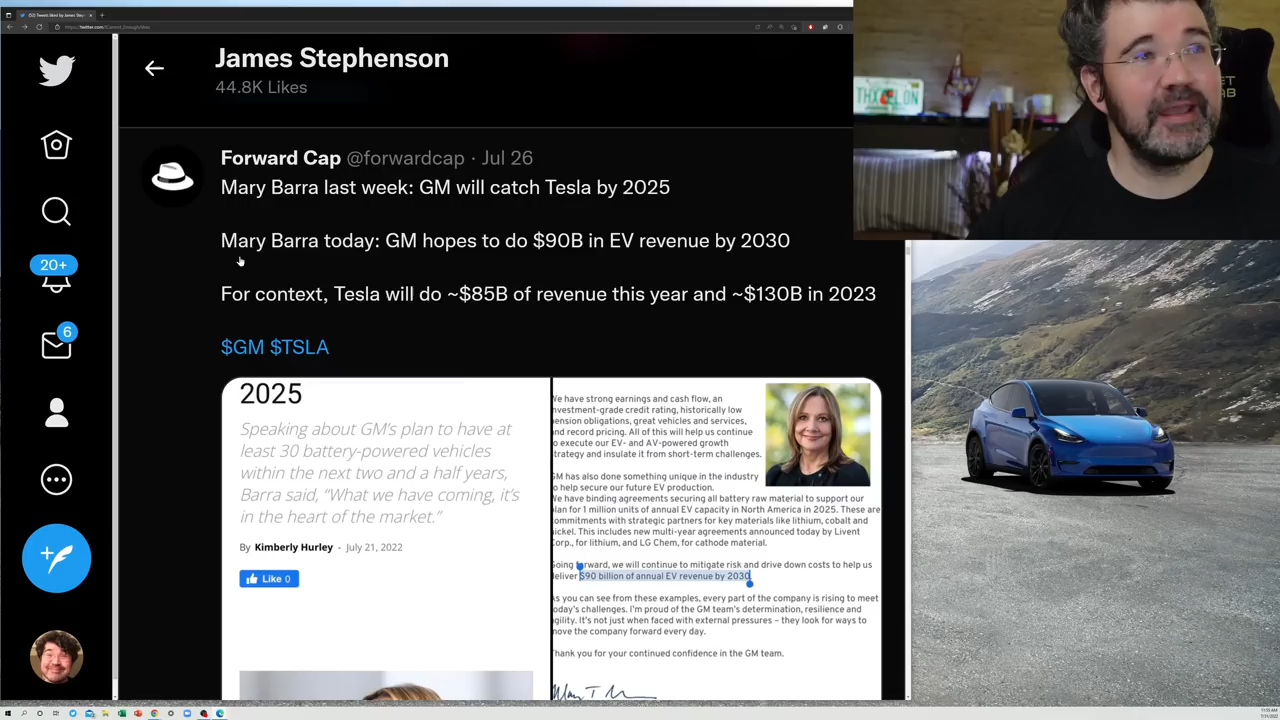 James Stephenson
44.8K Likes
Forward Cap @forwardcap · Jul 26
Mary Barra last week: GM will catch Tesla by 2025
Mary Barra today: GM hopes to do $90B in EV revenue by 2030
For context, Tesla will do ~$85B of revenue this year and ~$130B in 2023
$GM $TSLA
20+
6
2025
Speaking about GM's plan to have at
least 30 battery-powered vehicles
within the next two and a half years,
Barra said, "What we have coming, it's
in the heart of the market."
By Kimberly Hurley - July 21, 2022
Like 0
We have strong earnings and cash flow, an
investment-grade credit rating, historically low
pension obligations, great vehicles and services,
and record pricing. All of this will help us continue
to execute our EV- and AV-powered growth
strategy and insulate it from short-term challenges.
GM has also done something unique in the industry
to help secure our future EV production.
We have binding agreements securing all battery raw material to support our
plan for 1 million units of annual EV capacity in North America in 2025. These are
commitments with strategic partners for key materials like lithium, cobalt and
nickel. This includes new multi-year agreements announced today by Livent
Corp., for lithium, and LG Chem, for cathode material.
Going forward, we will continue to mitigate risk and drive down costs to help us
deliver $90 billion of annual EV revenue by 2030.
As you can see from these examples, every part of the company is rising to meet
today's challenges. I'm proud of the GM team's determination, resilience and
agility. It's not just when faced with external pressures – they look for ways to
move the company forward every day.
Thank you for your continued confidence in the GM team.
11:55 AM
7/31/2022